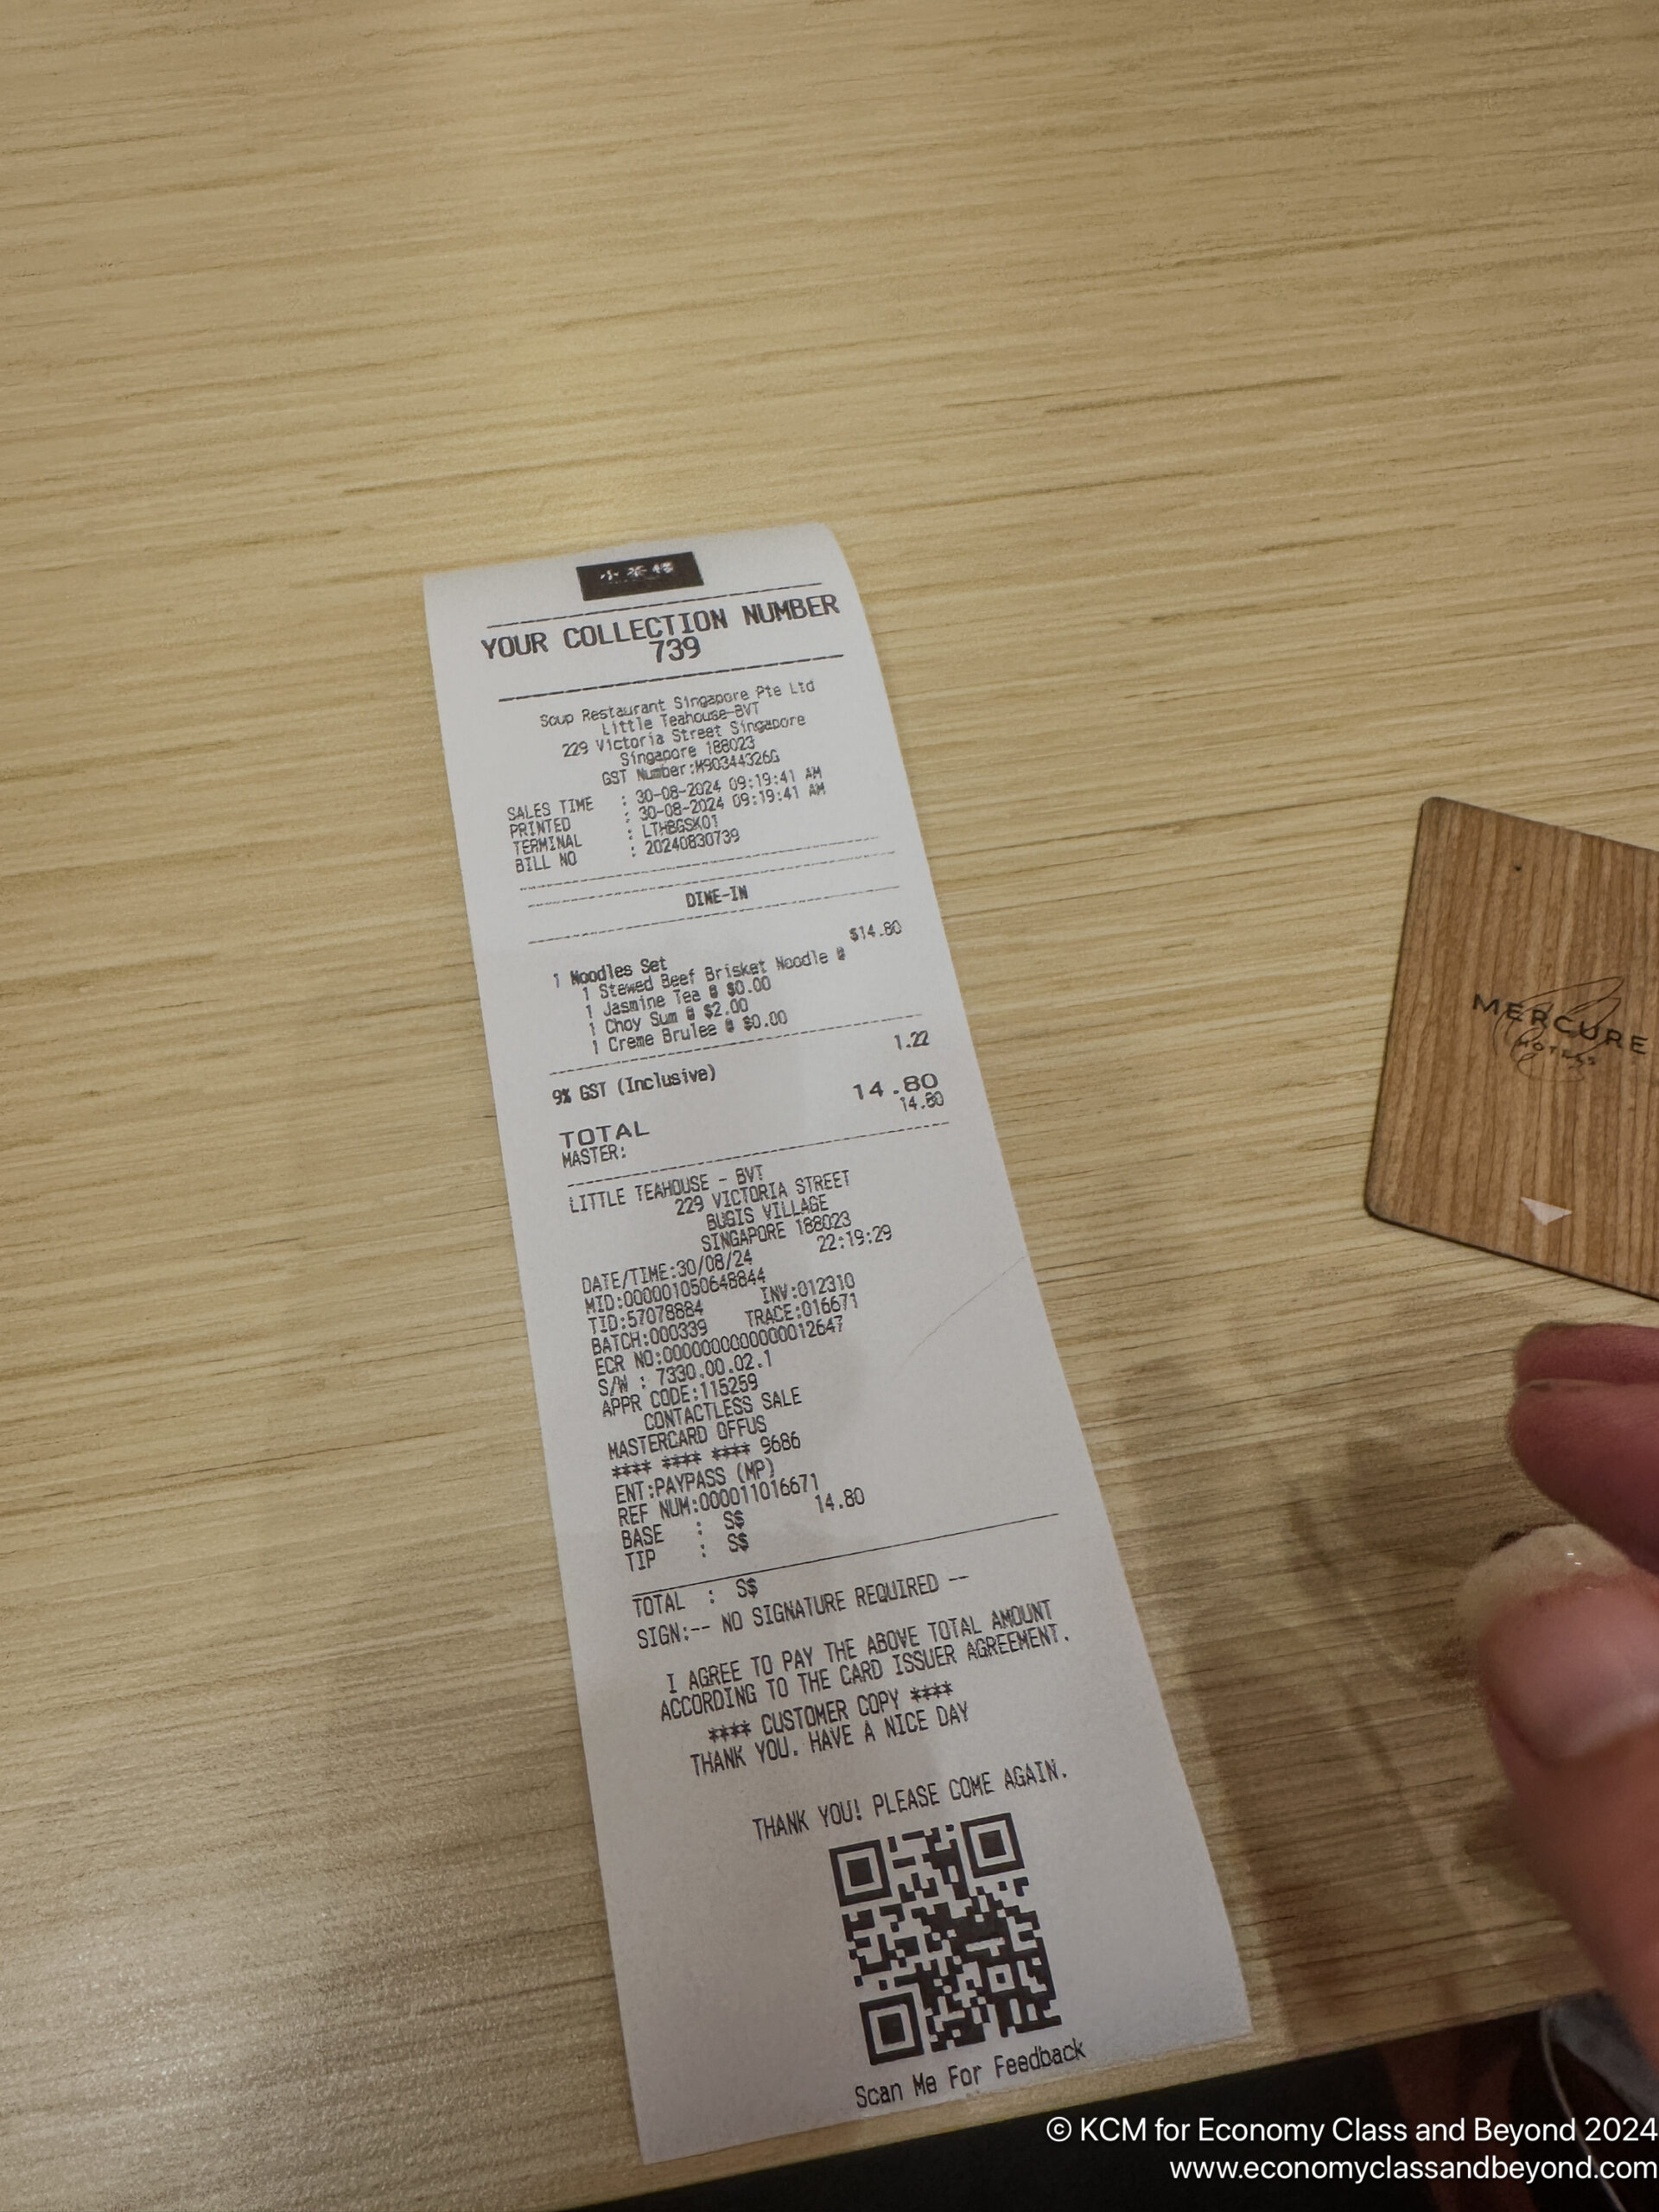 小茶楼
YOUR COLLECTION NUMBER
739
Soup Restaurant Singapore Pte Ltd
Little Teahouse-BVT
229 Victoria Street Singapore
Singapore 188023
GST Number:M90344326G
SALES TIME : 30-08-2024 09:19:41 AM
PRINTED : 30-08-2024 09:19:41 AM
TERMINAL : LTHBGSK01
BILL NO : 20240830739
DINE-IN
$14.80
1 Noodles Set
1 Stewed Beef Brisket Noodle @
1 Jasmine Tea @ $0.00
1 Choy Sum @ $2.00
1 Creme Brulee @ $0.00
9% GST (Inclusive) 1.22
TOTAL 14.80
MASTER: 14.80
LITTLE TEAHOUSE - BVT
229 VICTORIA STREET
BUGIS VILLAGE
SINGAPORE 188023
DATE/TIME:30/08/24 22:19:29
MID:000001050648844
TID:57078884 INV:012310
BATCH:000339 TRACE:016671
ECR NO:0000000000000012647
S/W : 7330.00.02.1
APPR CODE:115259
CONTACTLESS SALE
MASTERCARD OFFUS
**** **** **** 9686
ENT:PAYPASS (MP)
REF NUM:000011016671
BASE : S$ 14.80
TIP : S$
TOTAL : S$
SIGN:-- NO SIGNATURE REQUIRED --
I AGREE TO PAY THE ABOVE TOTAL AMOUNT
ACCORDING TO THE CARD ISSUER AGREEMENT.
**** CUSTOMER COPY ****
THANK YOU. HAVE A NICE DAY
THANK YOU! PLEASE COME AGAIN.
Scan Me For Feedback
MERCURE
HOTELS
© KCM for Economy Class and Beyond 2024
www.economyclassandbeyond.com